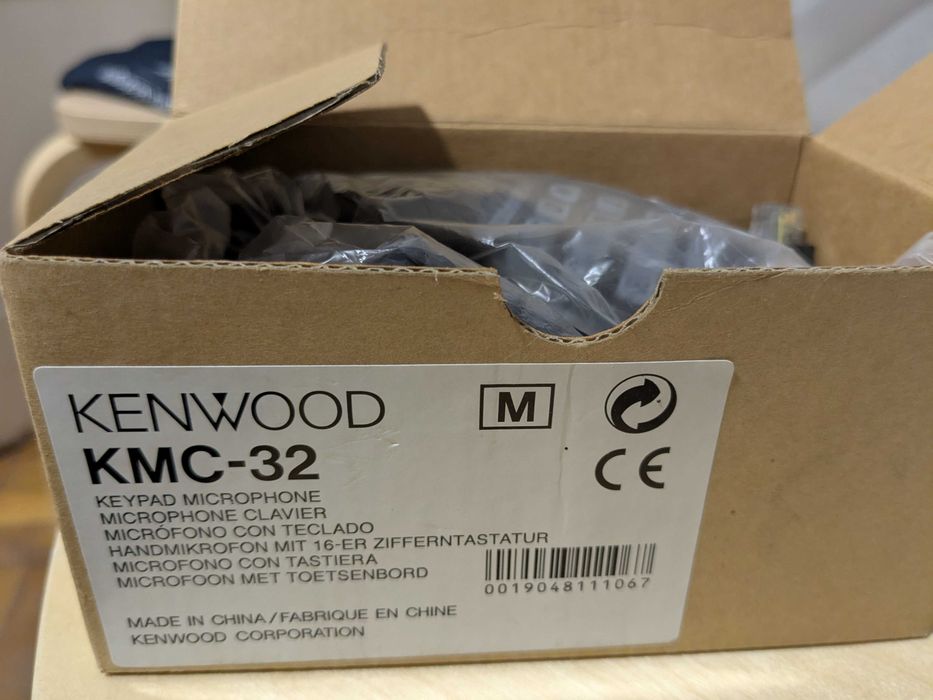 KENWOOD
M
KMC-32
CE
KEYPAD MICROPHONE
MICROPHONE CLAVIER
MICRÓFONO CON TECLADO
HANDMIKROFON MIT 16-ER ZIFFERNTASTATUR
MICROFONO CON TASTIERA
MICROFOON MET TOETSENBORD
0019048111067
MADE IN CHINA/FABRIQUE EN CHINE
KENWOOD CORPORATION